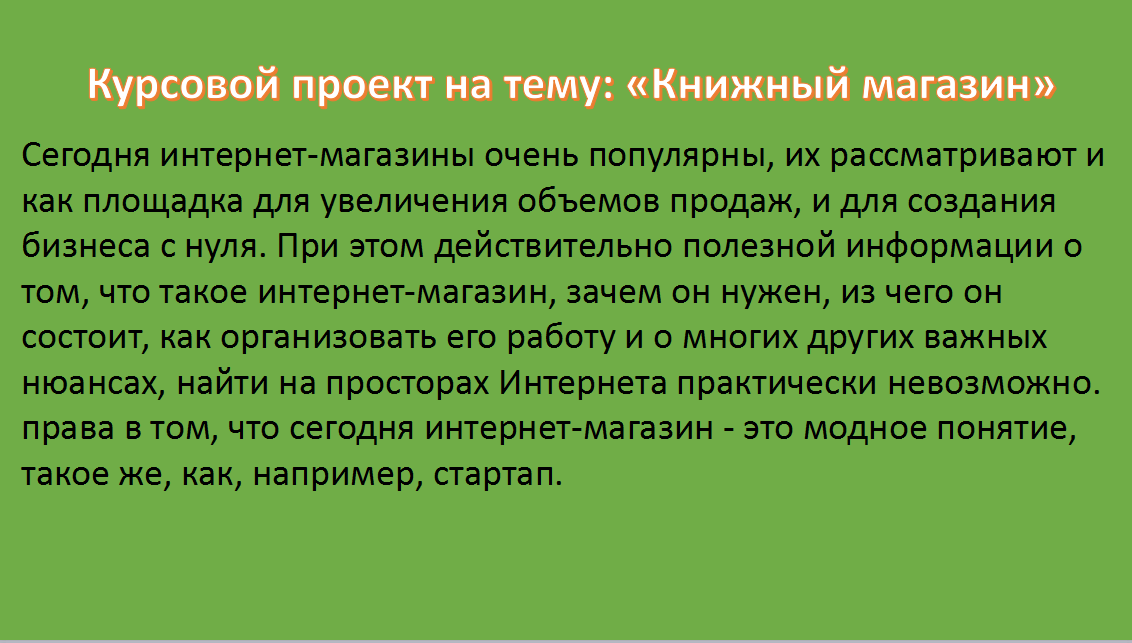 Курсовой проект на тему: «Книжный магазин»
Сегодня интернет-магазины очень популярны, их рассматривают и
как площадка для увеличения объемов продаж, и для создания
бизнеса с нуля. При этом действительно полезной информации о
том, что такое интернет-магазин, зачем он нужен, из чего он
состоит, как организовать его работу и о многих других важных
нюансах, найти на просторах Интернета практически невозможно.
права в том, что сегодня интернет-магазин - это модное понятие,
такое же, как, например, стартап.